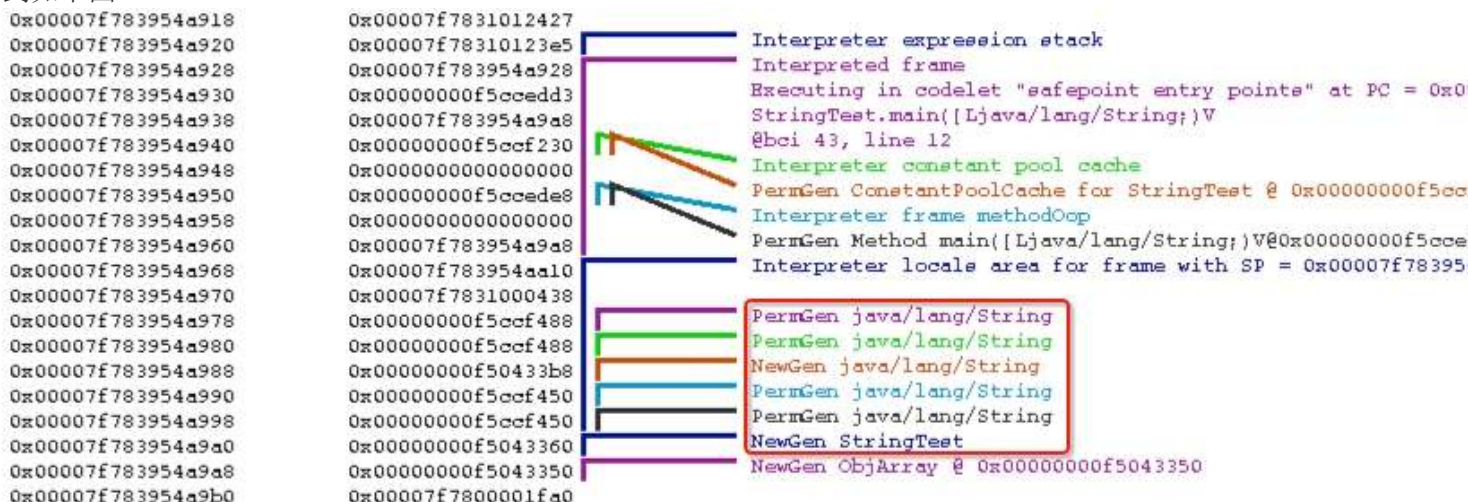 0x00007f783954a918 0x00007f7831012427
0x00007f783954a920 0x00007f78310123e5 Interpreter expression stack
0x00007f783954a928 0x00007f783954a928 Interpreted frame
0x00007f783954a930 0x00000000f5ccedd3 Executing in codelet "safepoint entry points" at PC = 0x0
0x00007f783954a938 0x00007f783954a9a8 StringTest.main([Ljava/lang/String;)V
0x00007f783954a940 0x00000000f5ccf230 @bci 43, line 12
0x00007f783954a948 0x0000000000000000 Interpreter constant pool cache
0x00007f783954a950 0x00000000f5ccede8 PermGen ConstantPoolCache for StringTest @ 0x00000000f5cc
0x00007f783954a958 0x0000000000000000 Interpreter frame methodOop
0x00007f783954a960 0x00007f783954a9a8 PermGen Method main([Ljava/lang/String;)V@0x00000000f5cce
0x00007f783954a968 0x00007f783954aa10 Interpreter locals area for frame with SP = 0x00007f78395
0x00007f783954a970 0x00007f7831000438
0x00007f783954a978 0x00000000f5ccf488 PermGen java/lang/String
0x00007f783954a980 0x00000000f5ccf488 PermGen java/lang/String
0x00007f783954a988 0x00000000f50433b8 NewGen java/lang/String
0x00007f783954a990 0x00000000f5ccf450 PermGen java/lang/String
0x00007f783954a998 0x00000000f5ccf450 PermGen java/lang/String
0x00007f783954a9a0 0x00000000f5043360 NewGen StringTest
0x00007f783954a9a8 0x00000000f5043350 NewGen ObjArray @ 0x00000000f5043350
0x00007f783954a9b0 0x00007f7800001fa0